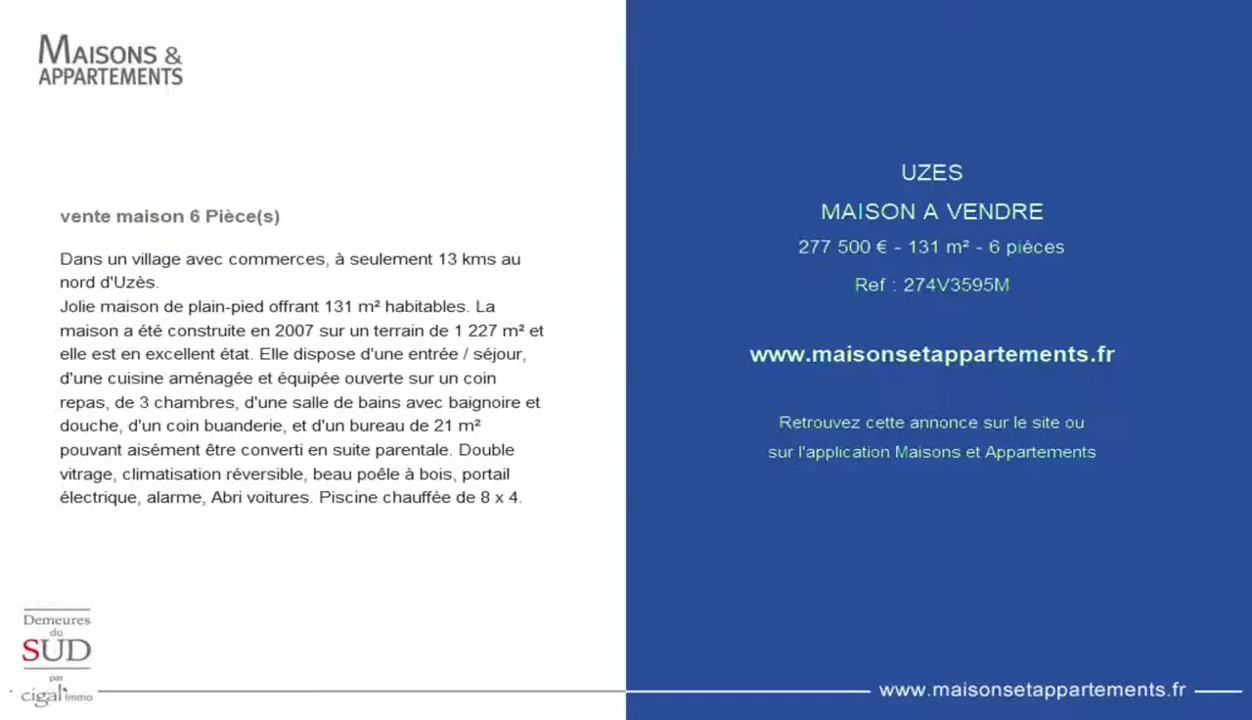 MAISONS &
APPARTEMENTS
vente maison 6 Pièce(s)
Dans un village avec commerces, à seulement 13 kms au
nord d'Uzès.
Jolie maison de plain-pied offrant 131 m² habitables. La
maison a été construite en 2007 sur un terrain de 1 227 m² et
elle est en excellent état. Elle dispose d'une entrée / séjour,
d'une cuisine aménagée et équipée ouverte sur un coin
repas, de 3 chambres, d'une salle de bains avec baignoire et
douche, d'un coin buanderie, et d'un bureau de 21 m²
pouvant aisément être converti en suite parentale. Double
vitrage, climatisation réversible, beau poêle à bois, portail
électrique, alarme, Abri voitures. Piscine chauffée de 8 x 4.
Demeures
du
SUD
par
cigal'immo
UZES
MAISON A VENDRE
277 500 € - 131 m² - 6 pièces
Ref : 274V3595M
www.maisonsetappartements.fr
Retrouvez cette annonce sur le site ou
sur l'application Maisons et Appartements
www.maisonsetappartements.fr